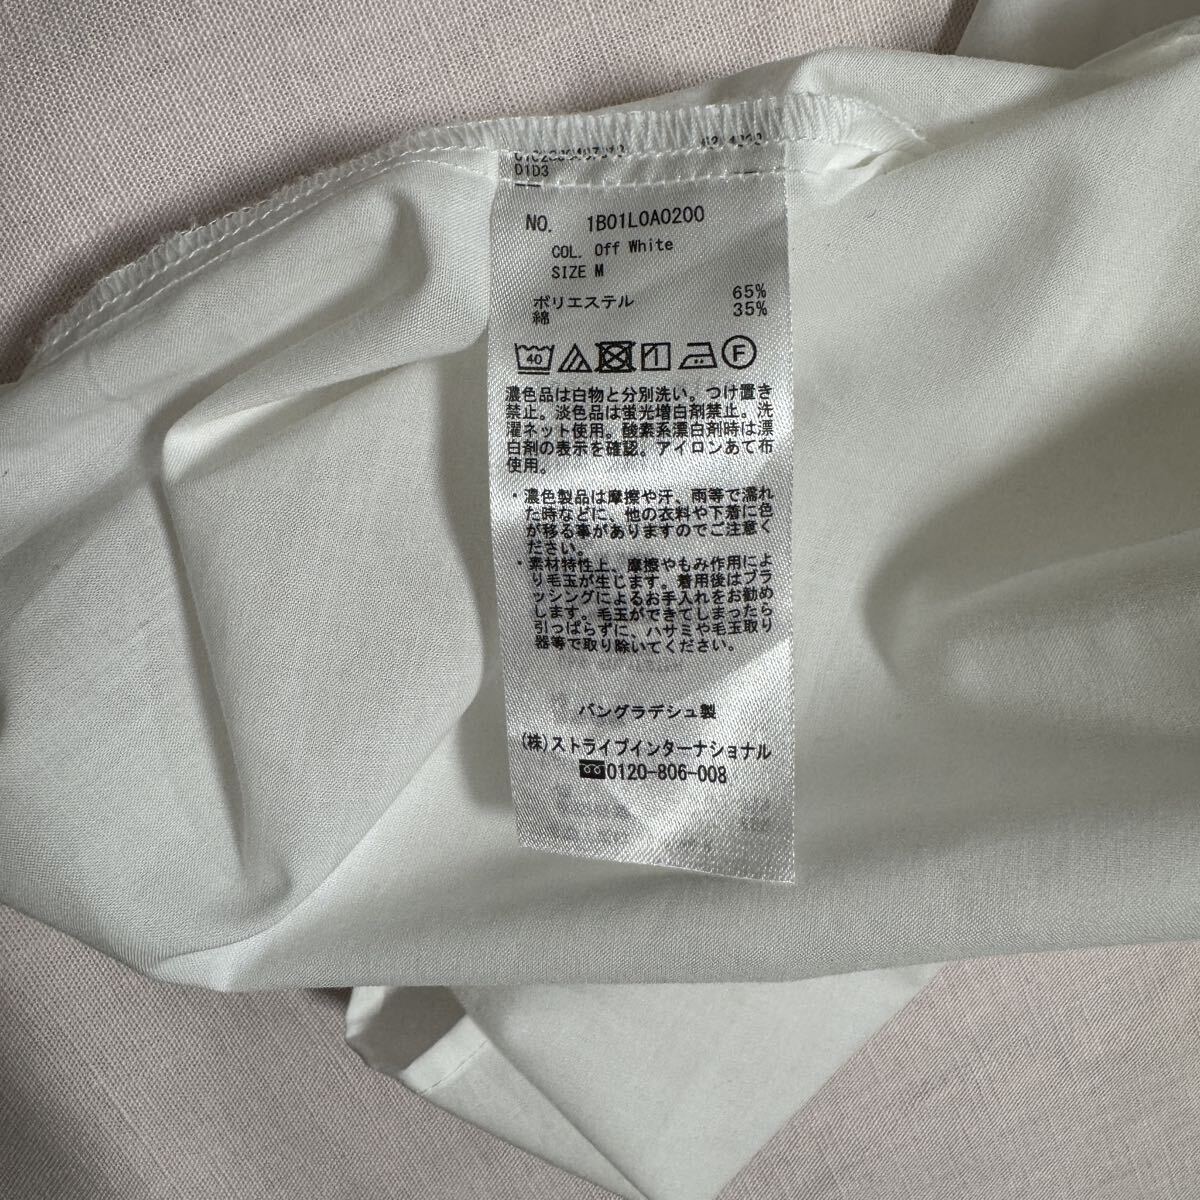 D1D3
NO. 1B01L0A0200
COL. Off White
SIZE M
ポリエステル 65%
綿 35%
40 F
濃色品は白物と分別洗い。つけ置き
禁止。淡色品は蛍光増白剤禁止。洗
濯ネット使用。酸素系漂白剤時は漂
白剤の表示を確認。アイロンあて布
使用。
・濃色製品は摩擦や汗、雨等で濡れ
た時などに、他の衣料や下着に色
が移る事がありますのでご注意く
ださい。
・素材特性上、摩擦やもみ作用によ
り毛玉が生じます。着用後はブラ
ッシングによるお手入れをお勧め
します。毛玉ができてしまったら
引っぱらずに、ハサミや毛玉取り
器等で取り除いてください。
バングラデシュ製
(株)ストライプインターナショナル
0120-806-008